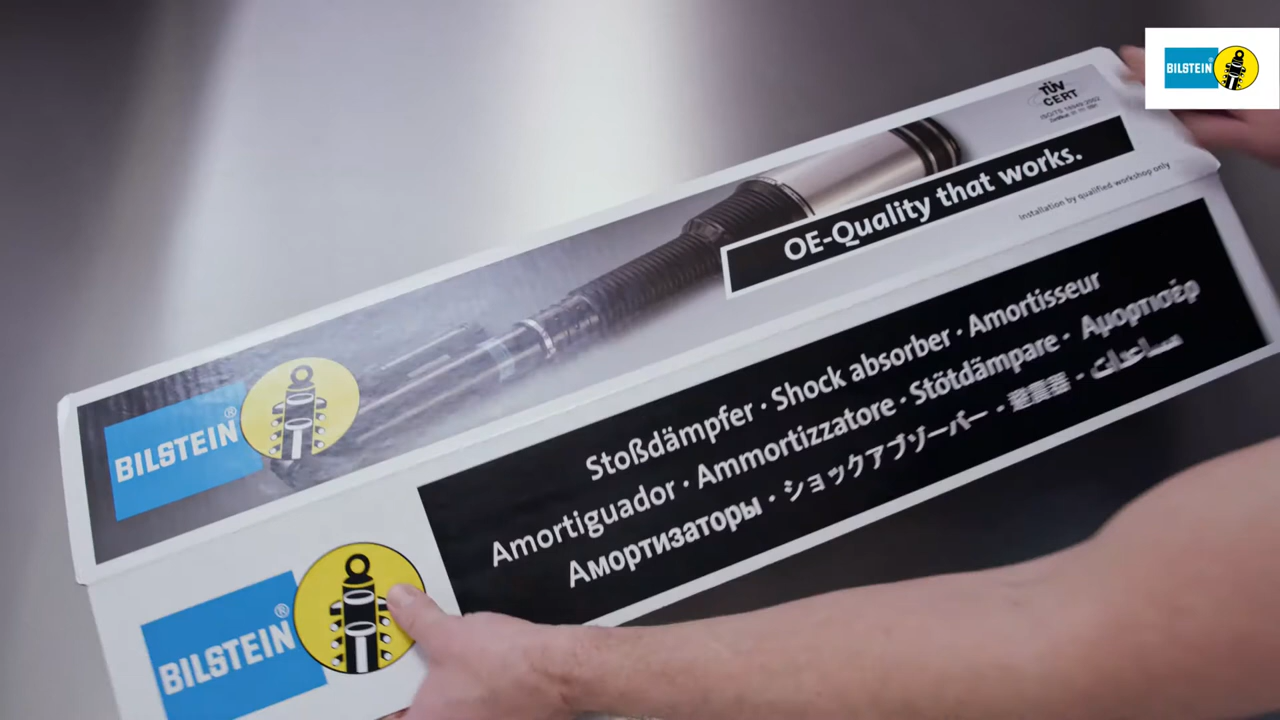 BILSTEIN
TÜV
CERT
OE-Quality that works.
Installation by qualified workshop only
BILSTEIN®
Stoßdämpfer · Shock absorber · Amortisseur
Amortiguador · Ammortizzatore · Stötdämpare · Αμορτισέρ
Амортизаторы · ショックアブソーバー ·
BILSTEIN®